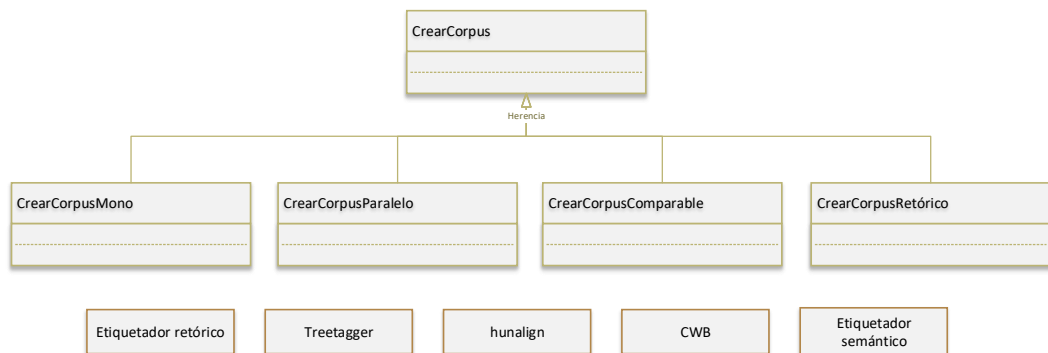 CrearCorpus
Herencia
CrearCorpusMono
CrearCorpusParalelo
CrearCorpusComparable
CrearCorpusRetórico
Etiquetador retórico
Treetagger
hunalign
CWB
Etiquetador
semántico